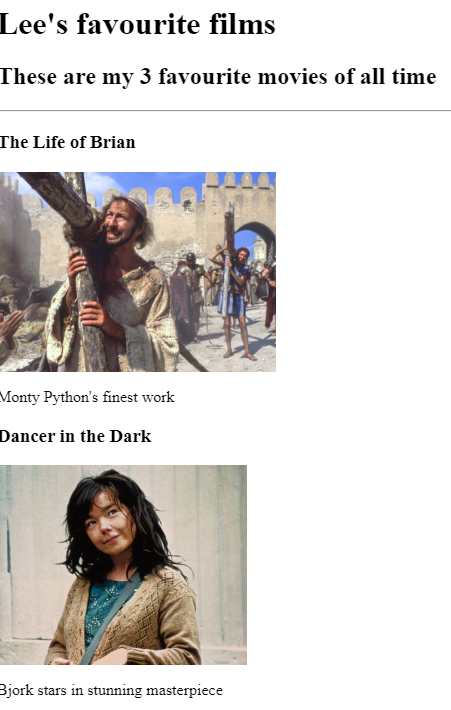 Lee's favourite films
These are my 3 favourite movies of all time
The Life of Brian
Monty Python's finest work
Dancer in the Dark
Bjork stars in stunning masterpiece